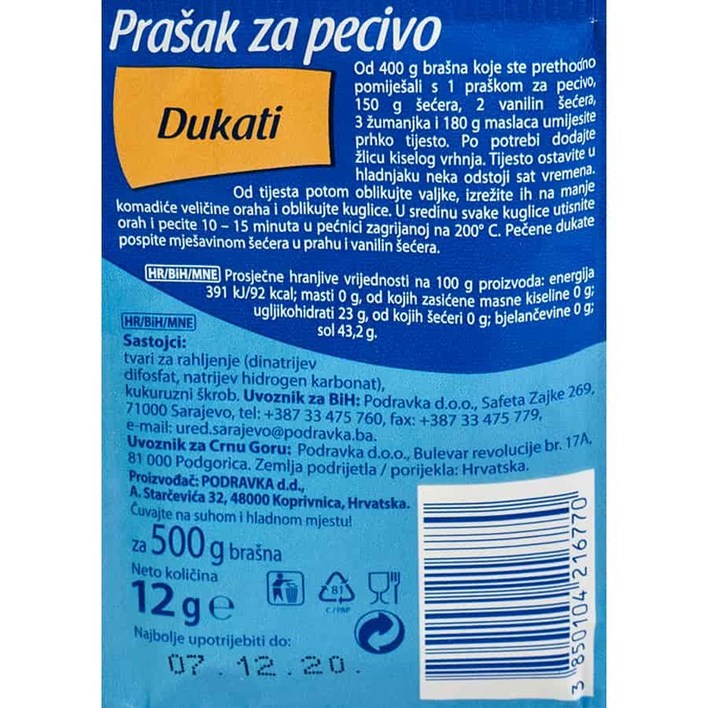 Prašak za pecivo
Dukati
Od 400 g brašna koje ste prethodno
pomiješali s 1 praškom za pecivo,
150 g šećera, 2 vanilin šećera,
3 žumanjka i 180 g maslaca umijesite
prhko tijesto. Po potrebi dodajte
žlicu kiselog vrhnja. Tijesto ostavite u
hladnjaku neka odstoji sat vremena.
Od tijesta potom oblikujte valjke, izrežite ih na manje
komadiće veličine oraha i oblikujte kuglice. U sredinu svake kuglice utisnite
orah i pecite 10 – 15 minuta u pećnici zagrijanoj na 200° C. Pečene dukate
pospite mješavinom šećera u prahu i vanilin šećera.
HR/BiH/MNE Prosječne hranjive vrijednosti na 100 g proizvoda: energija
391 kJ/92 kcal; masti 0 g, od kojih zasićene masne kiseline 0 g;
ugljikohidrati 23 g, od kojih šećeri 0 g; bjelančevine 0 g;
sol 43,2 g.
HR/BiH/MNE
Sastojci:
tvari za rahljenje (dinatrijev
difosfat, natrijev hidrogen karbonat),
kukuruzni škrob. Uvoznik za BiH: Podravka d.o.o., Safeta Zajke 269,
71000 Sarajevo, tel: +387 33 475 760, fax: +387 33 475 779,
e-mail: ured.sarajevo@podravka.ba.
Uvoznik za Crnu Goru: Podravka d.o.o., Bulevar revolucije br. 17A,
81 000 Podgorica. Zemlja podrijetla / porijekla: Hrvatska.
Proizvođač: PODRAVKA d.d.,
A. Starčevića 32, 48000 Koprivnica, Hrvatska.
Čuvajte na suhom i hladnom mjestu!
za 500 g brašna
Neto količina
12 g e
81
C/PAP
Najbolje upotrijebiti do:
07.12.20.
3 850104 216770